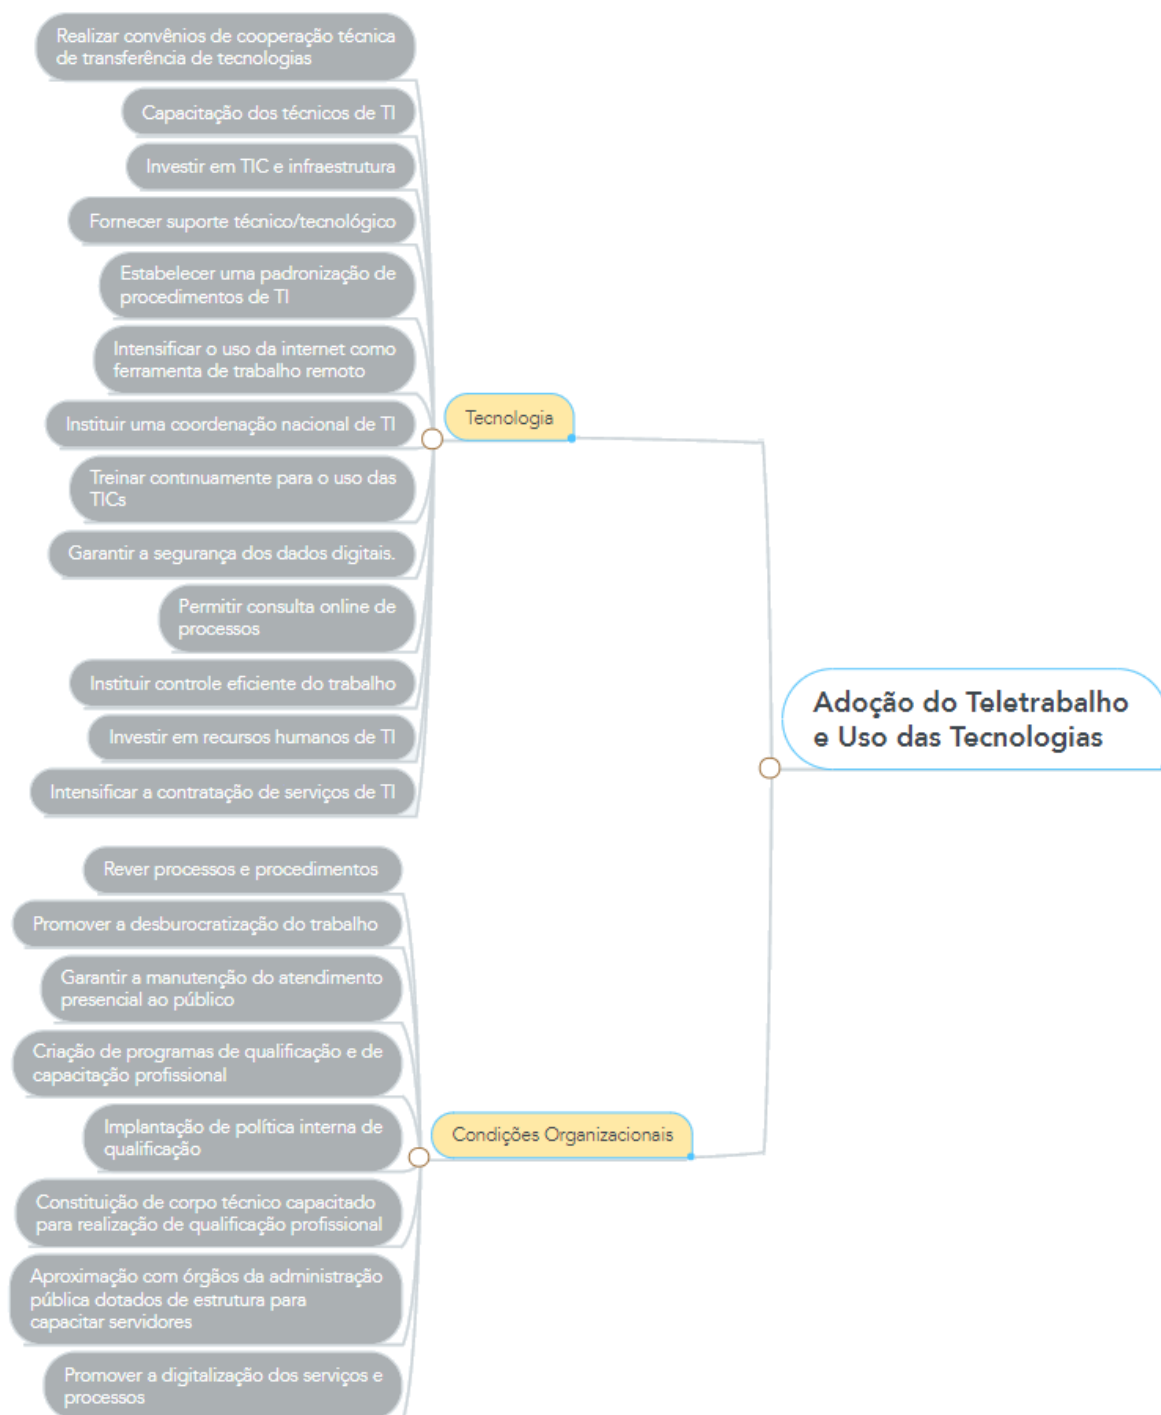 Realizar convênios de cooperação técnica
de transferência de tecnologias
Capacitação dos técnicos de TI
Investir em TIC e infraestrutura
Fornecer suporte técnico/tecnológico
Estabelecer uma padronização de
procedimentos de TI
Intensificar o uso da internet como
ferramenta de trabalho remoto
Instituir uma coordenação nacional de TI
Treinar continuamente para o uso das
TICs
Garantir a segurança dos dados digitais.
Permitir consulta online de
processos
Instituir controle eficiente do trabalho
Investir em recursos humanos de TI
Intensificar a contratação de serviços de TI
Tecnologia
Rever processos e procedimentos
Promover a desburocratização do trabalho
Garantir a manutenção do atendimento
presencial ao público
Criação de programas de qualificação e de
capacitação profissional
Implantação de política interna de
qualificação
Constituição de corpo técnico capacitado
para realização de qualificação profissional
Aproximação com órgãos da administração
pública dotados de estrutura para
capacitar servidores
Promover a digitalização dos serviços e
processos
Condições Organizacionais
Adoção do Teletrabalho
e Uso das Tecnologias